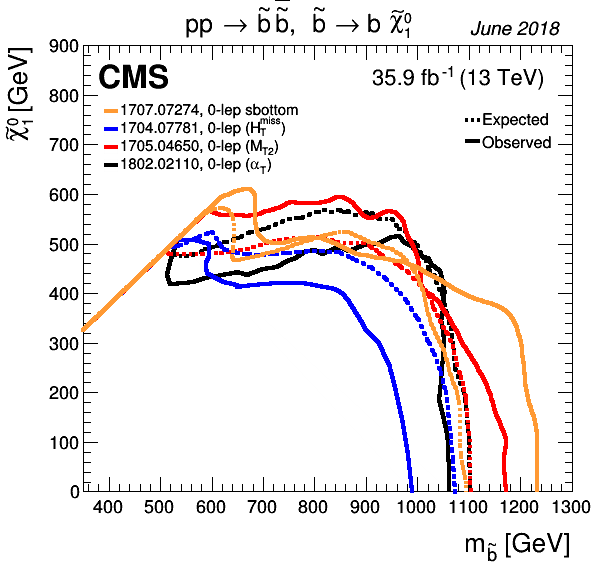 pp → b̃ b̃̅, b̃ → b χ̃⁰₁ June 2018
CMS 35.9 fb⁻¹ (13 TeV)
1707.07274, 0-lep sbottom
1704.07781, 0-lep (H_T^miss)
1705.04650, 0-lep (M_T2)
1802.02110, 0-lep (α_T)
Expected
Observed
χ̃⁰₁ [GeV]
900
800
700
600
500
400
300
200
100
0
400 500 600 700 800 900 1000 1100 1200 1300
m_b̃ [GeV]